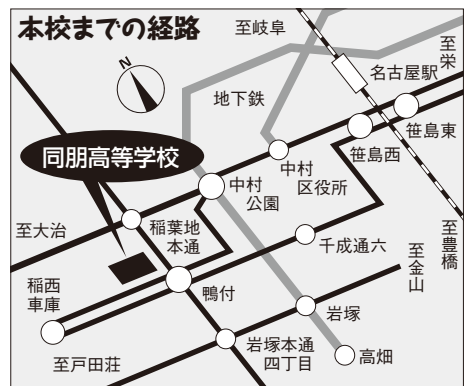 本校までの経路
N
至岐阜
至栄
名古屋駅
地下鉄
笹島東
笹島西
同朋高等学校
中村
区役所
中村
公園
至大治
稲葉地
本通
千成通六
至豊橋
至金山
稲西
車庫
鴨付
岩塚
至戸田荘
岩塚本通
四丁目
高畑